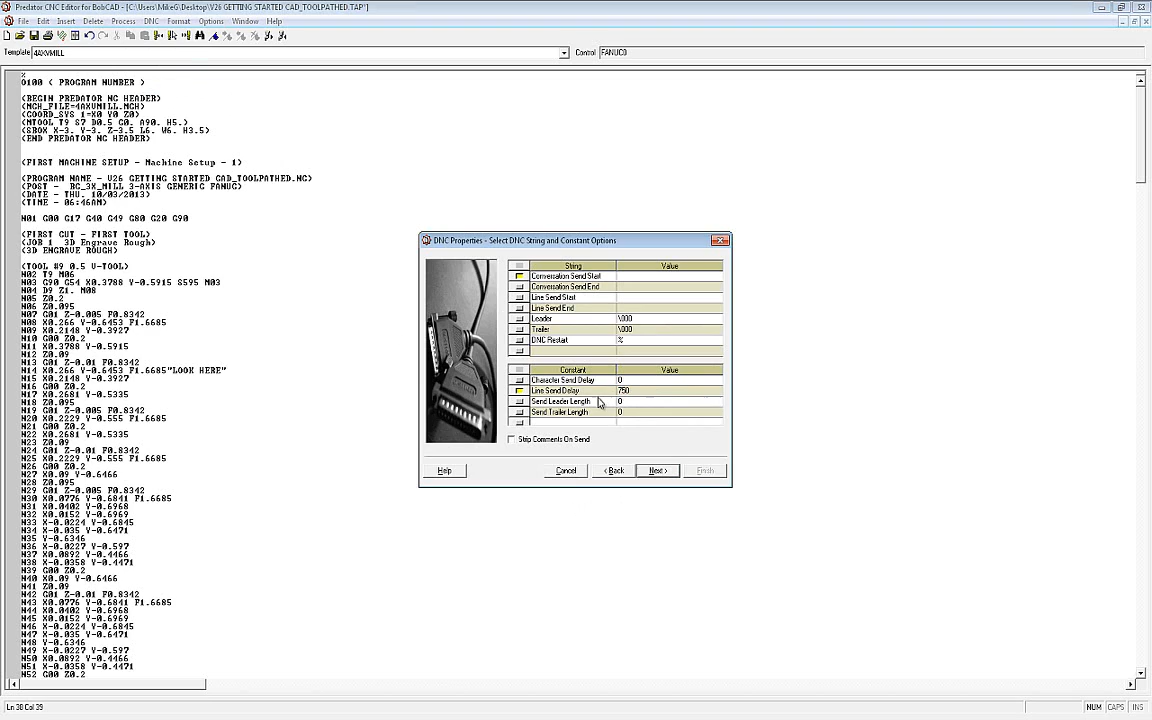 Predator CNC Editor for BobCAD - [C:\Users\MikeG\Desktop\V26 GETTING STARTED CAD_TOOLPATHED.TAP*]
File Edit Insert Delete Process DNC Format Options Window Help
Template 4AXVMILL Control FANUC0
%
O100 ( PROGRAM NUMBER )
(BEGIN PREDATOR NC HEADER)
(MCH_FILE=4AXVMILL.MCH)
(COORD_SYS 1=X0 Y0 Z0)
(MTOOL T9 S7 D0.5 C0. A90. H5.)
(SBOX X-3. Y-3. Z-3.5 L6. W6. H3.5)
(END PREDATOR NC HEADER)
(FIRST MACHINE SETUP - Machine Setup - 1)
(PROGRAM NAME - V26 GETTING STARTED CAD_TOOLPATHED.NC)
(POST -  BC_3X_MILL 3-AXIS GENERIC FANUC)
(DATE - THU. 10/03/2013)
(TIME - 06:46AM)
N01 G00 G17 G40 G49 G80 G20 G90
(FIRST CUT - FIRST TOOL)
(JOB 1  3D Engrave Rough)
(3D ENGRAVE ROUGH)
(TOOL #9 0.5 V-TOOL)
N02 T9 M06
N03 G90 G54 X0.3788 Y-0.5915 S595 M03
N04 D9 Z1. M08
N05 Z0.2
N06 Z0.095
N07 G01 Z-0.005 F0.8342
N08 X0.266 Y-0.6453 F1.6685
N09 X0.2148 Y-0.3927
N10 G00 Z0.2
N11 X0.3788 Y-0.5915
N12 Z0.09
N13 G01 Z-0.01 F0.8342
N14 X0.266 Y-0.6453 F1.6685"LOOK HERE"
N15 X0.2148 Y-0.3927
N16 G00 Z0.2
N17 X0.2681 Y-0.5335
N18 Z0.095
N19 G01 Z-0.005 F0.8342
N20 X0.2229 Y-0.555 F1.6685
N21 G00 Z0.2
N22 X0.2681 Y-0.5335
N23 Z0.09
N24 G01 Z-0.01 F0.8342
N25 X0.2229 Y-0.555 F1.6685
N26 G00 Z0.2
N27 X0.09 Y-0.6466
N28 Z0.095
N29 G01 Z-0.005 F0.8342
N30 X0.0776 Y-0.6841 F1.6685
N31 X0.0402 Y-0.6968
N32 X0.0152 Y-0.6969
N33 X-0.0224 Y-0.6845
N34 X-0.035 Y-0.6471
N35 Y-0.6346
N36 X-0.0227 Y-0.597
N37 X0.0892 Y-0.4466
N38 X-0.0358 Y-0.4471
N39 G00 Z0.2
N40 X0.09 Y-0.6466
N41 Z0.09
N42 G01 Z-0.01 F0.8342
N43 X0.0776 Y-0.6841 F1.6685
N44 X0.0402 Y-0.6968
N45 X0.0152 Y-0.6969
N46 X-0.0224 Y-0.6845
N47 X-0.035 Y-0.6471
N48 Y-0.6346
N49 X-0.0227 Y-0.597
N50 X0.0892 Y-0.4466
N51 X-0.0358 Y-0.4471
N52 G00 Z0.2
DNC Properties - Select DNC String and Constant Options
String Value
Conversation Send Start
Conversation Send End
Line Send Start
Line Send End
Leader \000
Trailer \000
DNC Restart %
Constant Value
Character Send Delay 0
Line Send Delay 750
Send Leader Length 0
Send Trailer Length 0
Strip Comments On Send
Help Cancel < Back Next > Finish
Ln 38 Col 39 NUM CAPS INS